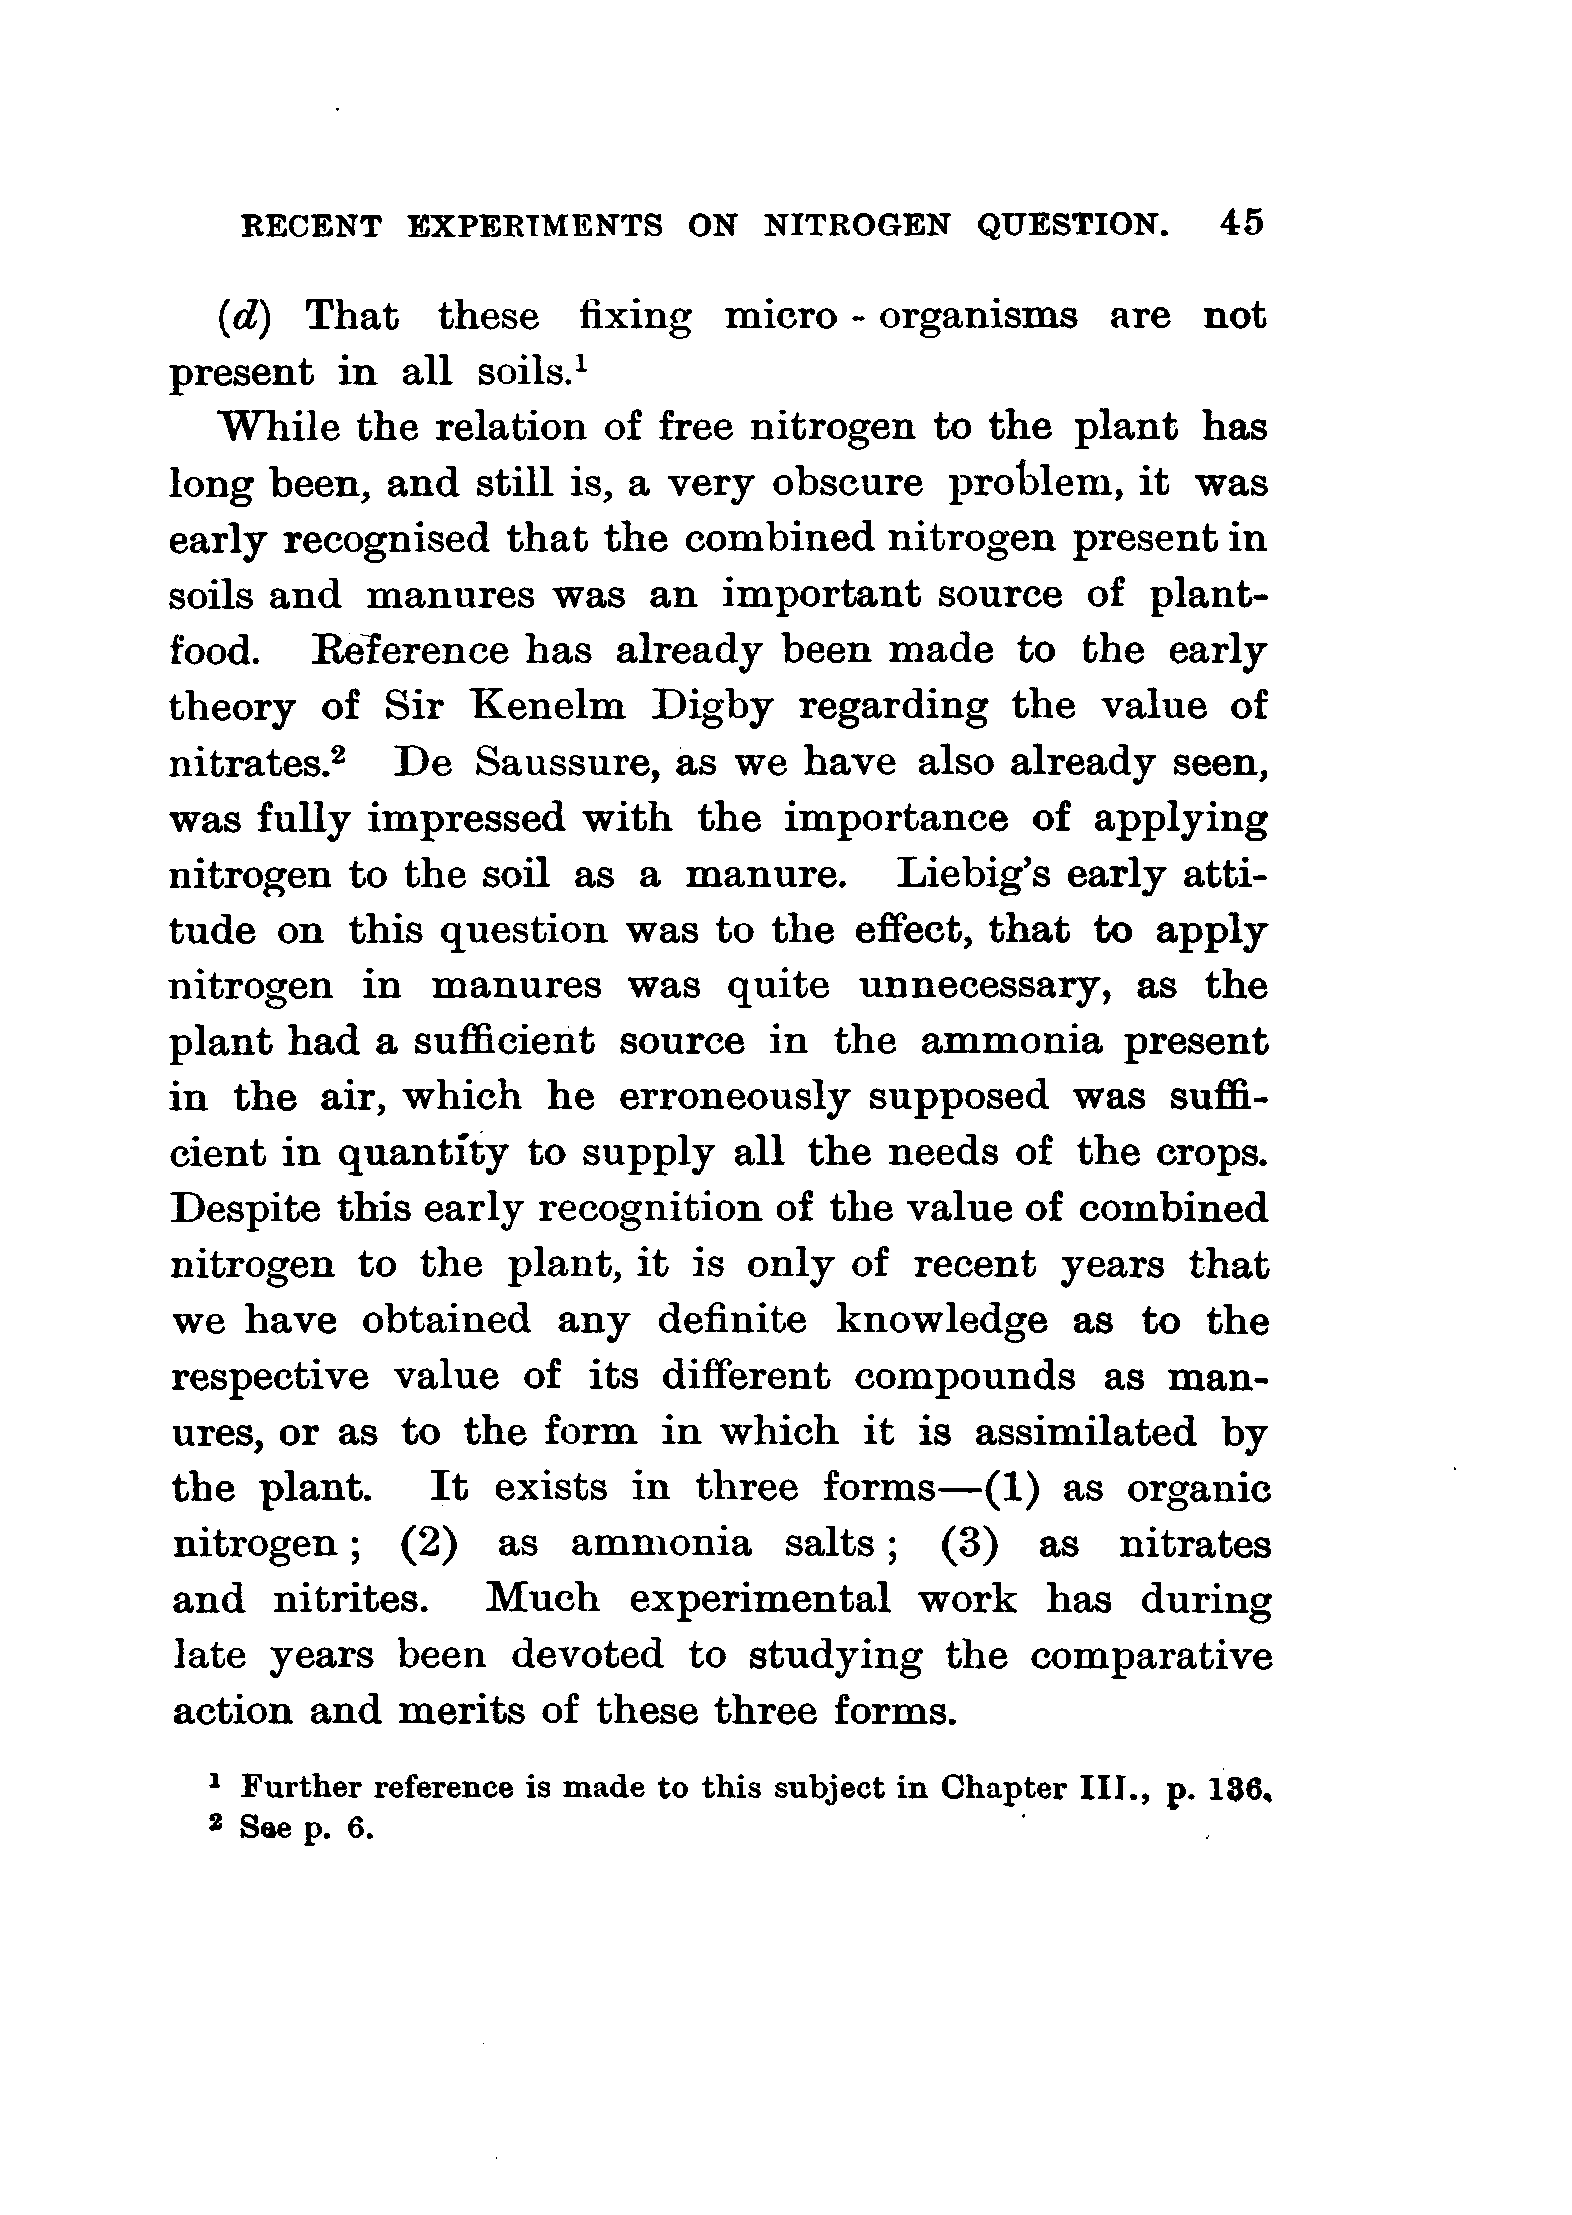 RECENT EXPERIMENTS ON NITROGEN QUESTION. 45
(d) That these fixing micro-organisms are not
present in all soils.¹
While the relation of free nitrogen to the plant has
long been, and still is, a very obscure problem, it was
early recognised that the combined nitrogen present in
soils and manures was an important source of plant-
food. Reference has already been made to the early
theory of Sir Kenelm Digby regarding the value of
nitrates.² De Saussure, as we have also already seen,
was fully impressed with the importance of applying
nitrogen to the soil as a manure. Liebig's early atti-
tude on this question was to the effect, that to apply
nitrogen in manures was quite unnecessary, as the
plant had a sufficient source in the ammonia present
in the air, which he erroneously supposed was suffi-
cient in quantity to supply all the needs of the crops.
Despite this early recognition of the value of combined
nitrogen to the plant, it is only of recent years that
we have obtained any definite knowledge as to the
respective value of its different compounds as man-
ures, or as to the form in which it is assimilated by
the plant. It exists in three forms—(1) as organic
nitrogen; (2) as ammonia salts; (3) as nitrates
and nitrites. Much experimental work has during
late years been devoted to studying the comparative
action and merits of these three forms.
¹ Further reference is made to this subject in Chapter III., p. 136.
² See p. 6.